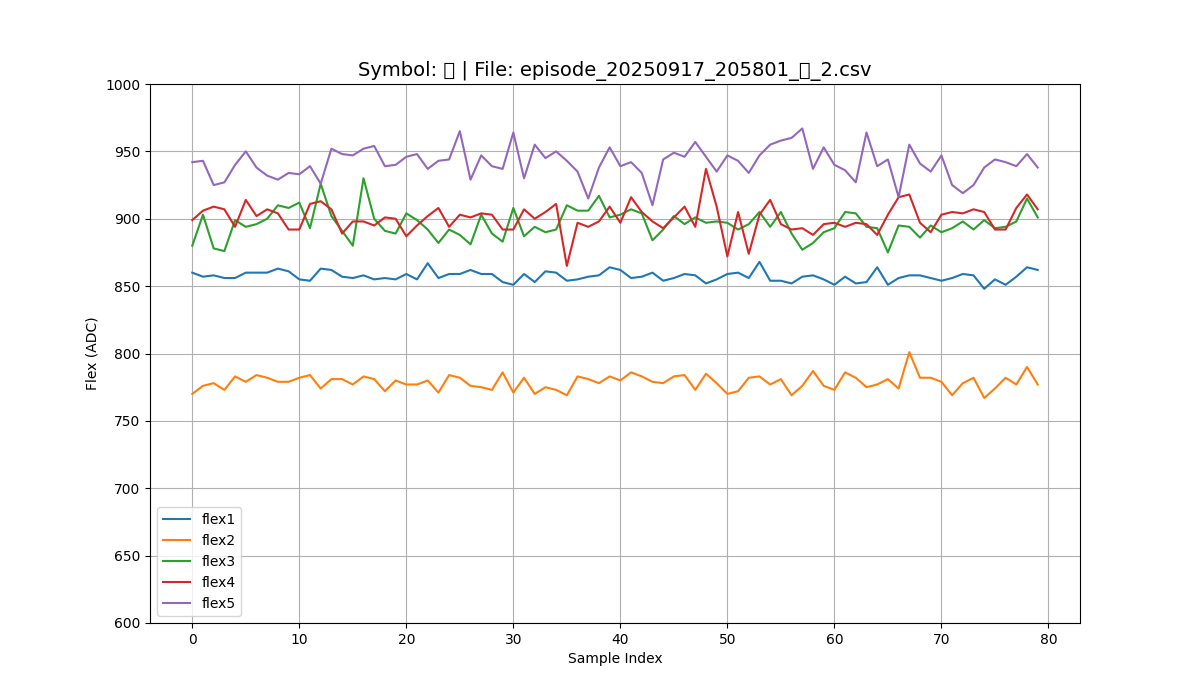 Symbol: | File: episode_20250917_205801_ _2.csv
1000
950
900
850
800
750
700
650
600
Flex (ADC)
flex1
flex2
flex3
flex4
flex5
0 10 20 30 40 50 60 70 80
Sample Index